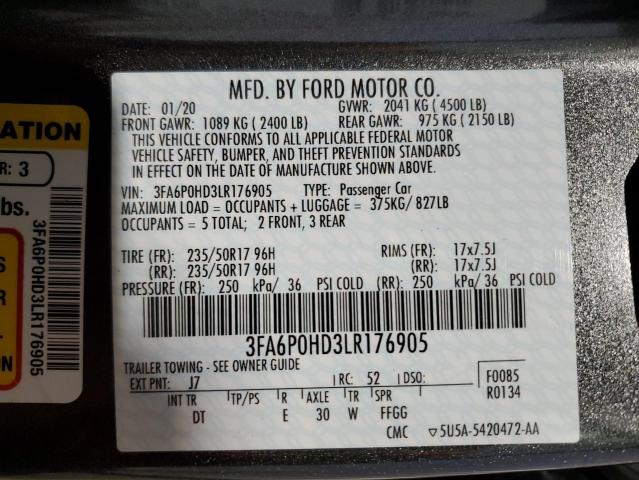 MFD. BY FORD MOTOR CO.
DATE: 01/20 GVWR: 2041 KG (4500 LB)
FRONT GAWR: 1089 KG (2400 LB) REAR GAWR: 975 KG (2150 LB)
THIS VEHICLE CONFORMS TO ALL APPLICABLE FEDERAL MOTOR
VEHICLE SAFETY, BUMPER, AND THEFT PREVENTION STANDARDS
IN EFFECT ON THE DATE OF MANUFACTURE SHOWN ABOVE.
VIN: 3FA6P0HD3LR176905 TYPE: Passenger Car
MAXIMUM LOAD = OCCUPANTS + LUGGAGE = 375KG/ 827LB
OCCUPANTS = 5 TOTAL; 2 FRONT, 3 REAR
TIRE (FR): 235/50R17 96H RIMS (FR): 17x7.5J
(RR): 235/50R17 96H (RR): 17x7.5J
PRESSURE (FR): 250 kPa/ 36 PSI COLD (RR): 250 kPa/ 36 PSI COLD
3FA6P0HD3LR176905
TRAILER TOWING - SEE OWNER GUIDE
EXT PNT: J7 RC: 52 DSO: F0085
INT TR TP/PS R AXLE TR SPR R0134
DT E 30 W FFGG
CMC ▽5U5A-5420472-AA
ATION
R: 3
bs.
S
R
S
3FA6P0HD3LR176905